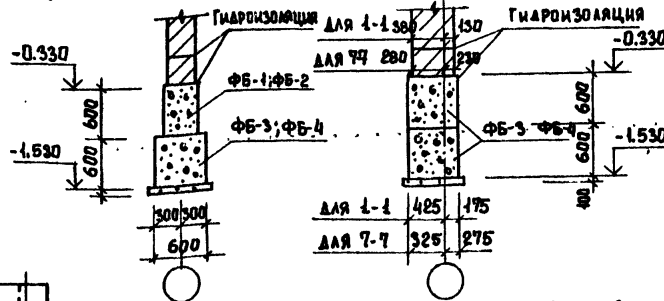 ГИДРОИЗОЛЯЦИЯ
-0.330
ФБ-1; ФБ-2
600
ФБ-3; ФБ-4
600
-1.530
300 300
600
ДЛЯ 1-1 380 130
ГИДРОИЗОЛЯЦИЯ
ДЛЯ 7-7 280 230
-0.330
600
ФБ-3 ФБ-4
600
-1.530
100
ДЛЯ 1-1 425 175
ДЛЯ 7-7 325 275